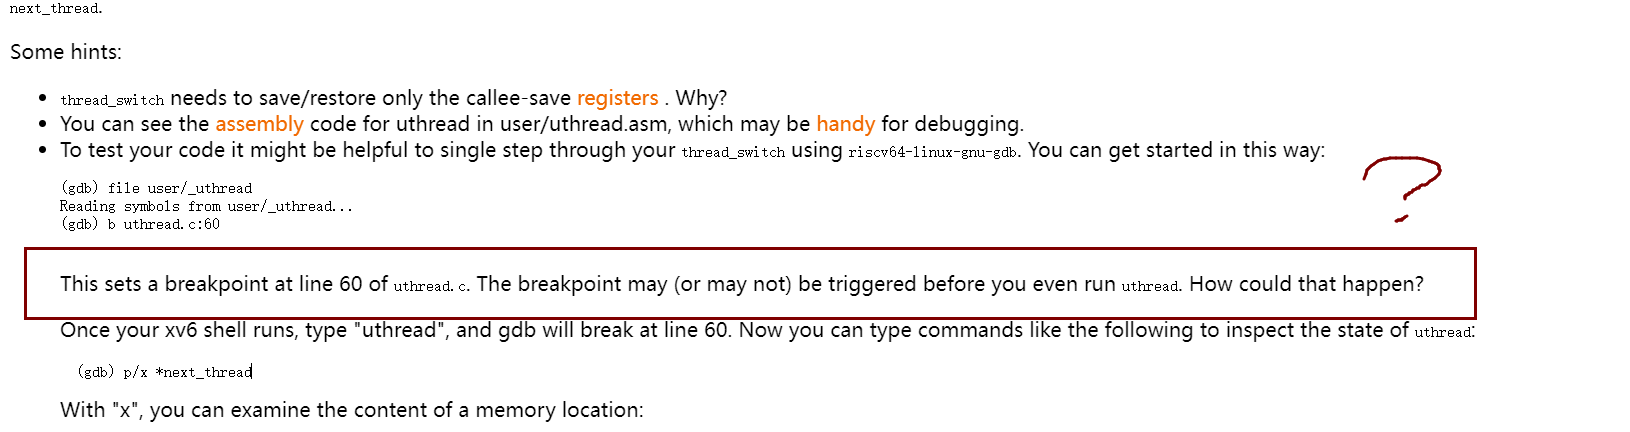 next_thread.
Some hints:
• thread_switch needs to save/restore only the callee-save registers . Why?
• You can see the assembly code for uthread in user/uthread.asm, which may be handy for debugging.
• To test your code it might be helpful to single step through your thread_switch using riscv64-linux-gnu-gdb. You can get started in this way:
(gdb) file user/_uthread
Reading symbols from user/_uthread...
(gdb) b uthread.c:60
?
This sets a breakpoint at line 60 of uthread.c. The breakpoint may (or may not) be triggered before you even run uthread. How could that happen?
Once your xv6 shell runs, type "uthread", and gdb will break at line 60. Now you can type commands like the following to inspect the state of uthread:
(gdb) p/x *next_thread
With "x", you can examine the content of a memory location: